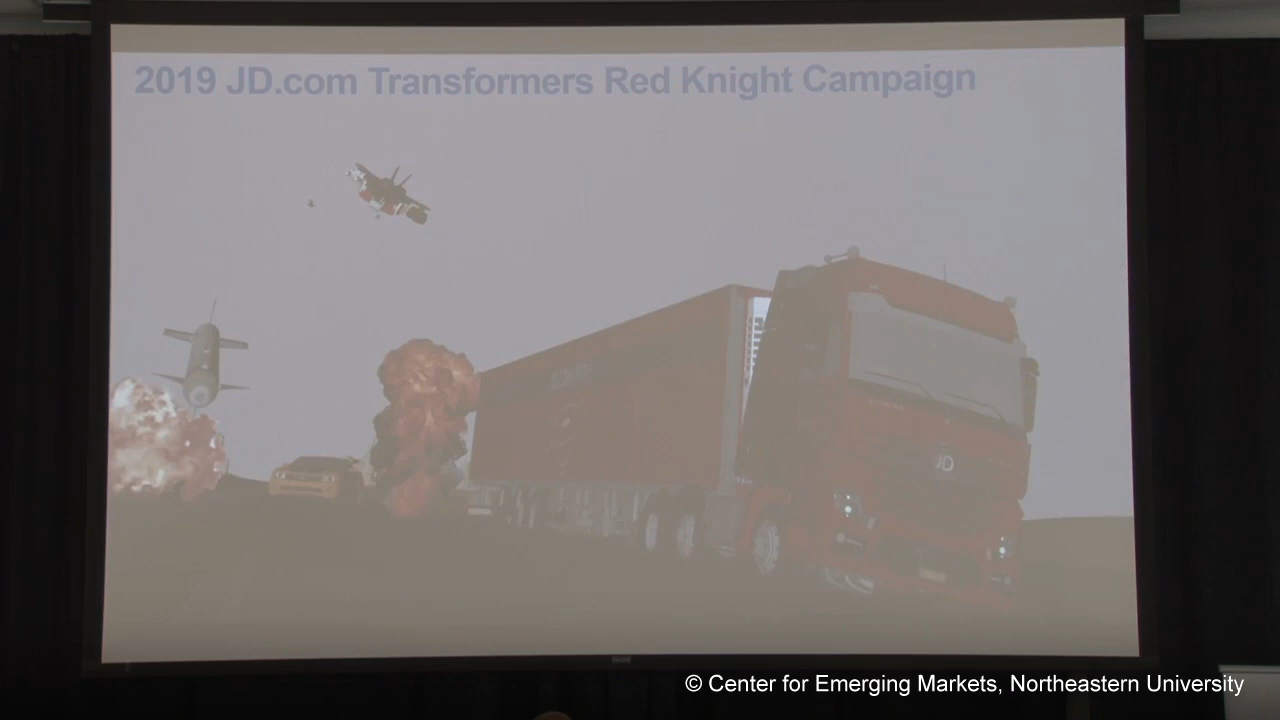 2019 JD.com Transformers Red Knight Campaign
JD
© Center for Emerging Markets, Northeastern University